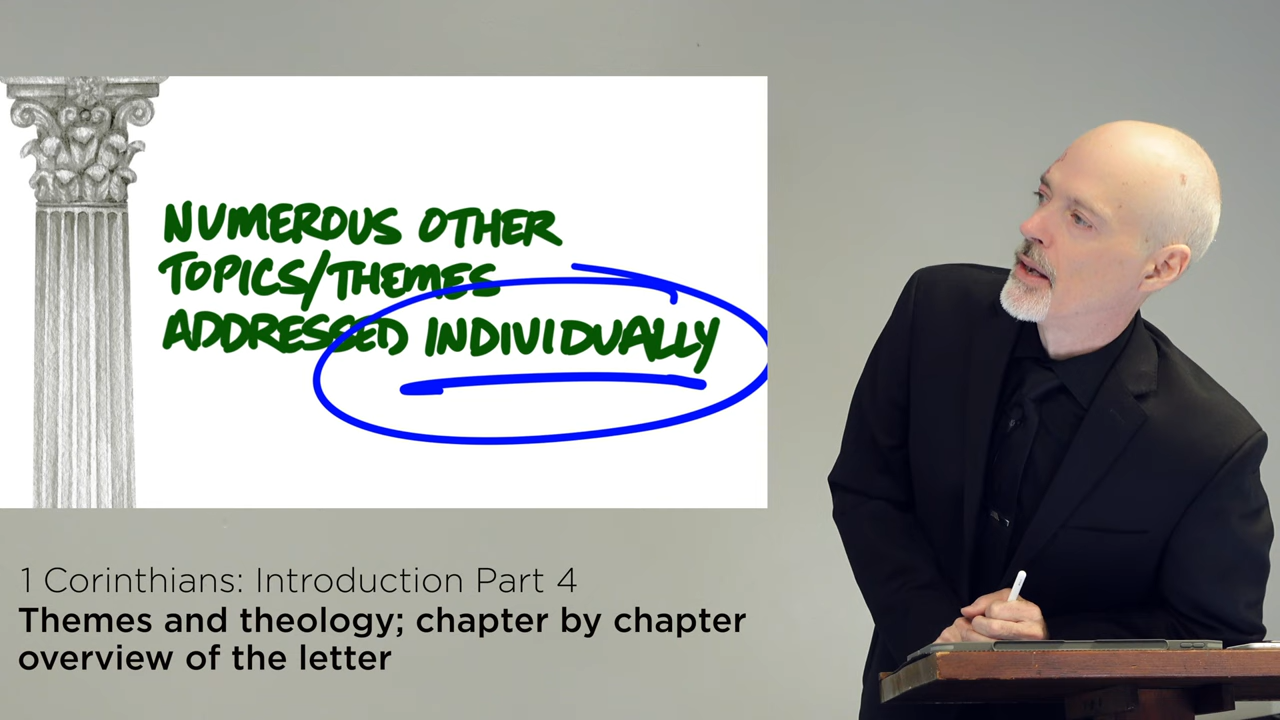 NUMEROUS OTHER
TOPICS/THEMES
ADDRESSED INDIVIDUALLY
1 Corinthians: Introduction Part 4
Themes and theology; chapter by chapter
overview of the letter